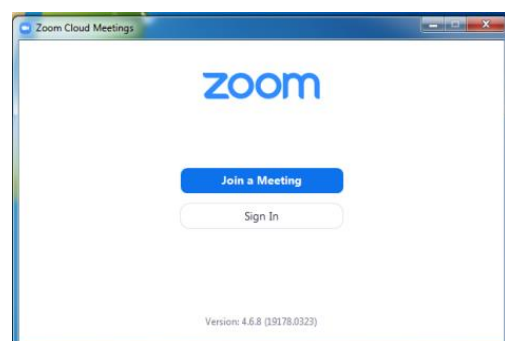 Zoom Cloud Meetings
zoom
Join a Meeting
Sign In
Version: 4.6.8 (19178.0323)